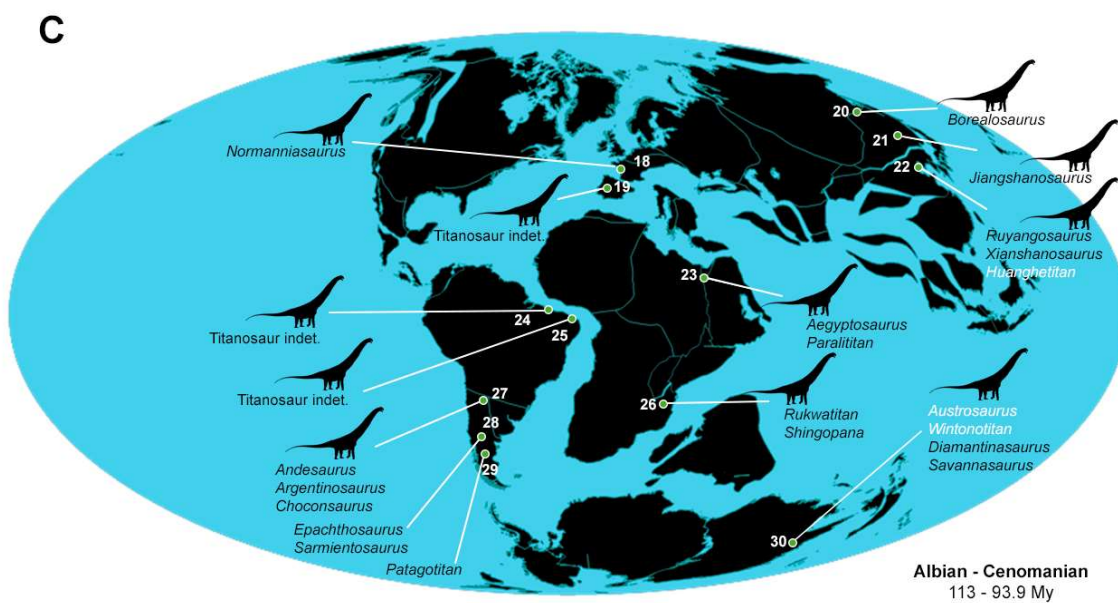 C
Normanniasaurus
18
19
Titanosaur indet.
20
Borealosaurus
21
Jiangshanosaurus
22
Ruyangosaurus
Xianshanosaurus
Huanghetitan
23
Aegyptosaurus
Paralititan
24
Titanosaur indet.
25
Titanosaur indet.
26
Rukwatitan
Shingopana
27
Andesaurus
Argentinosaurus
Choconsaurus
28
Epachthosaurus
Sarmientosaurus
29
Patagotitan
Austrosaurus
Wintonotitan
Diamantinasaurus
Savannasaurus
30
Albian - Cenomanian
113 - 93.9 My